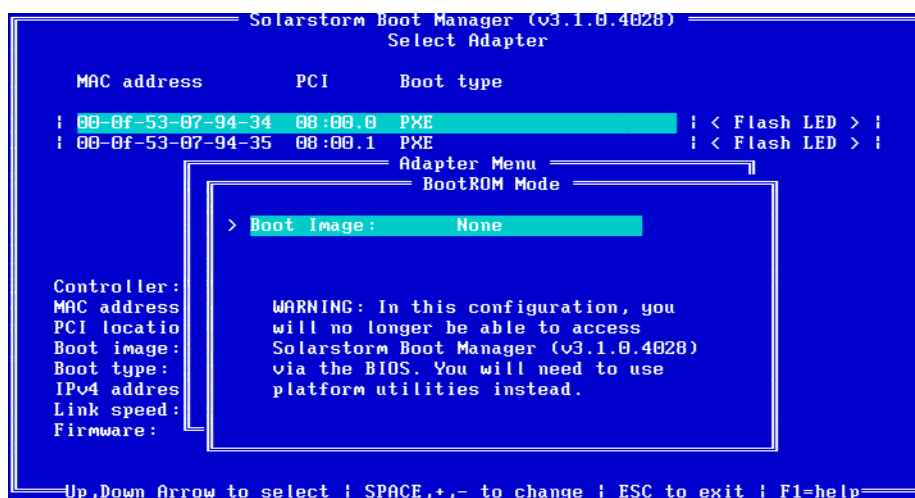 Solarstorm Boot Manager (v3.1.0.4028)
Select Adapter
MAC address PCI Boot type
¦ 00-0f-53-07-94-34 08:00.0 PXE ¦ < Flash LED > ¦
¦ 00-0f-53-07-94-35 08:00.1 PXE ¦ < Flash LED > ¦
Adapter Menu
BootROM Mode
> Boot Image: None
Controller:
MAC address
PCI locatio
Boot image:
Boot type:
IPv4 addres
Link speed:
Firmware:
WARNING: In this configuration, you
will no longer be able to access
Solarstorm Boot Manager (v3.1.0.4028)
via the BIOS. You will need to use
platform utilities instead.
Up,Down Arrow to select ¦ SPACE,+,- to change ¦ ESC to exit ¦ F1=help